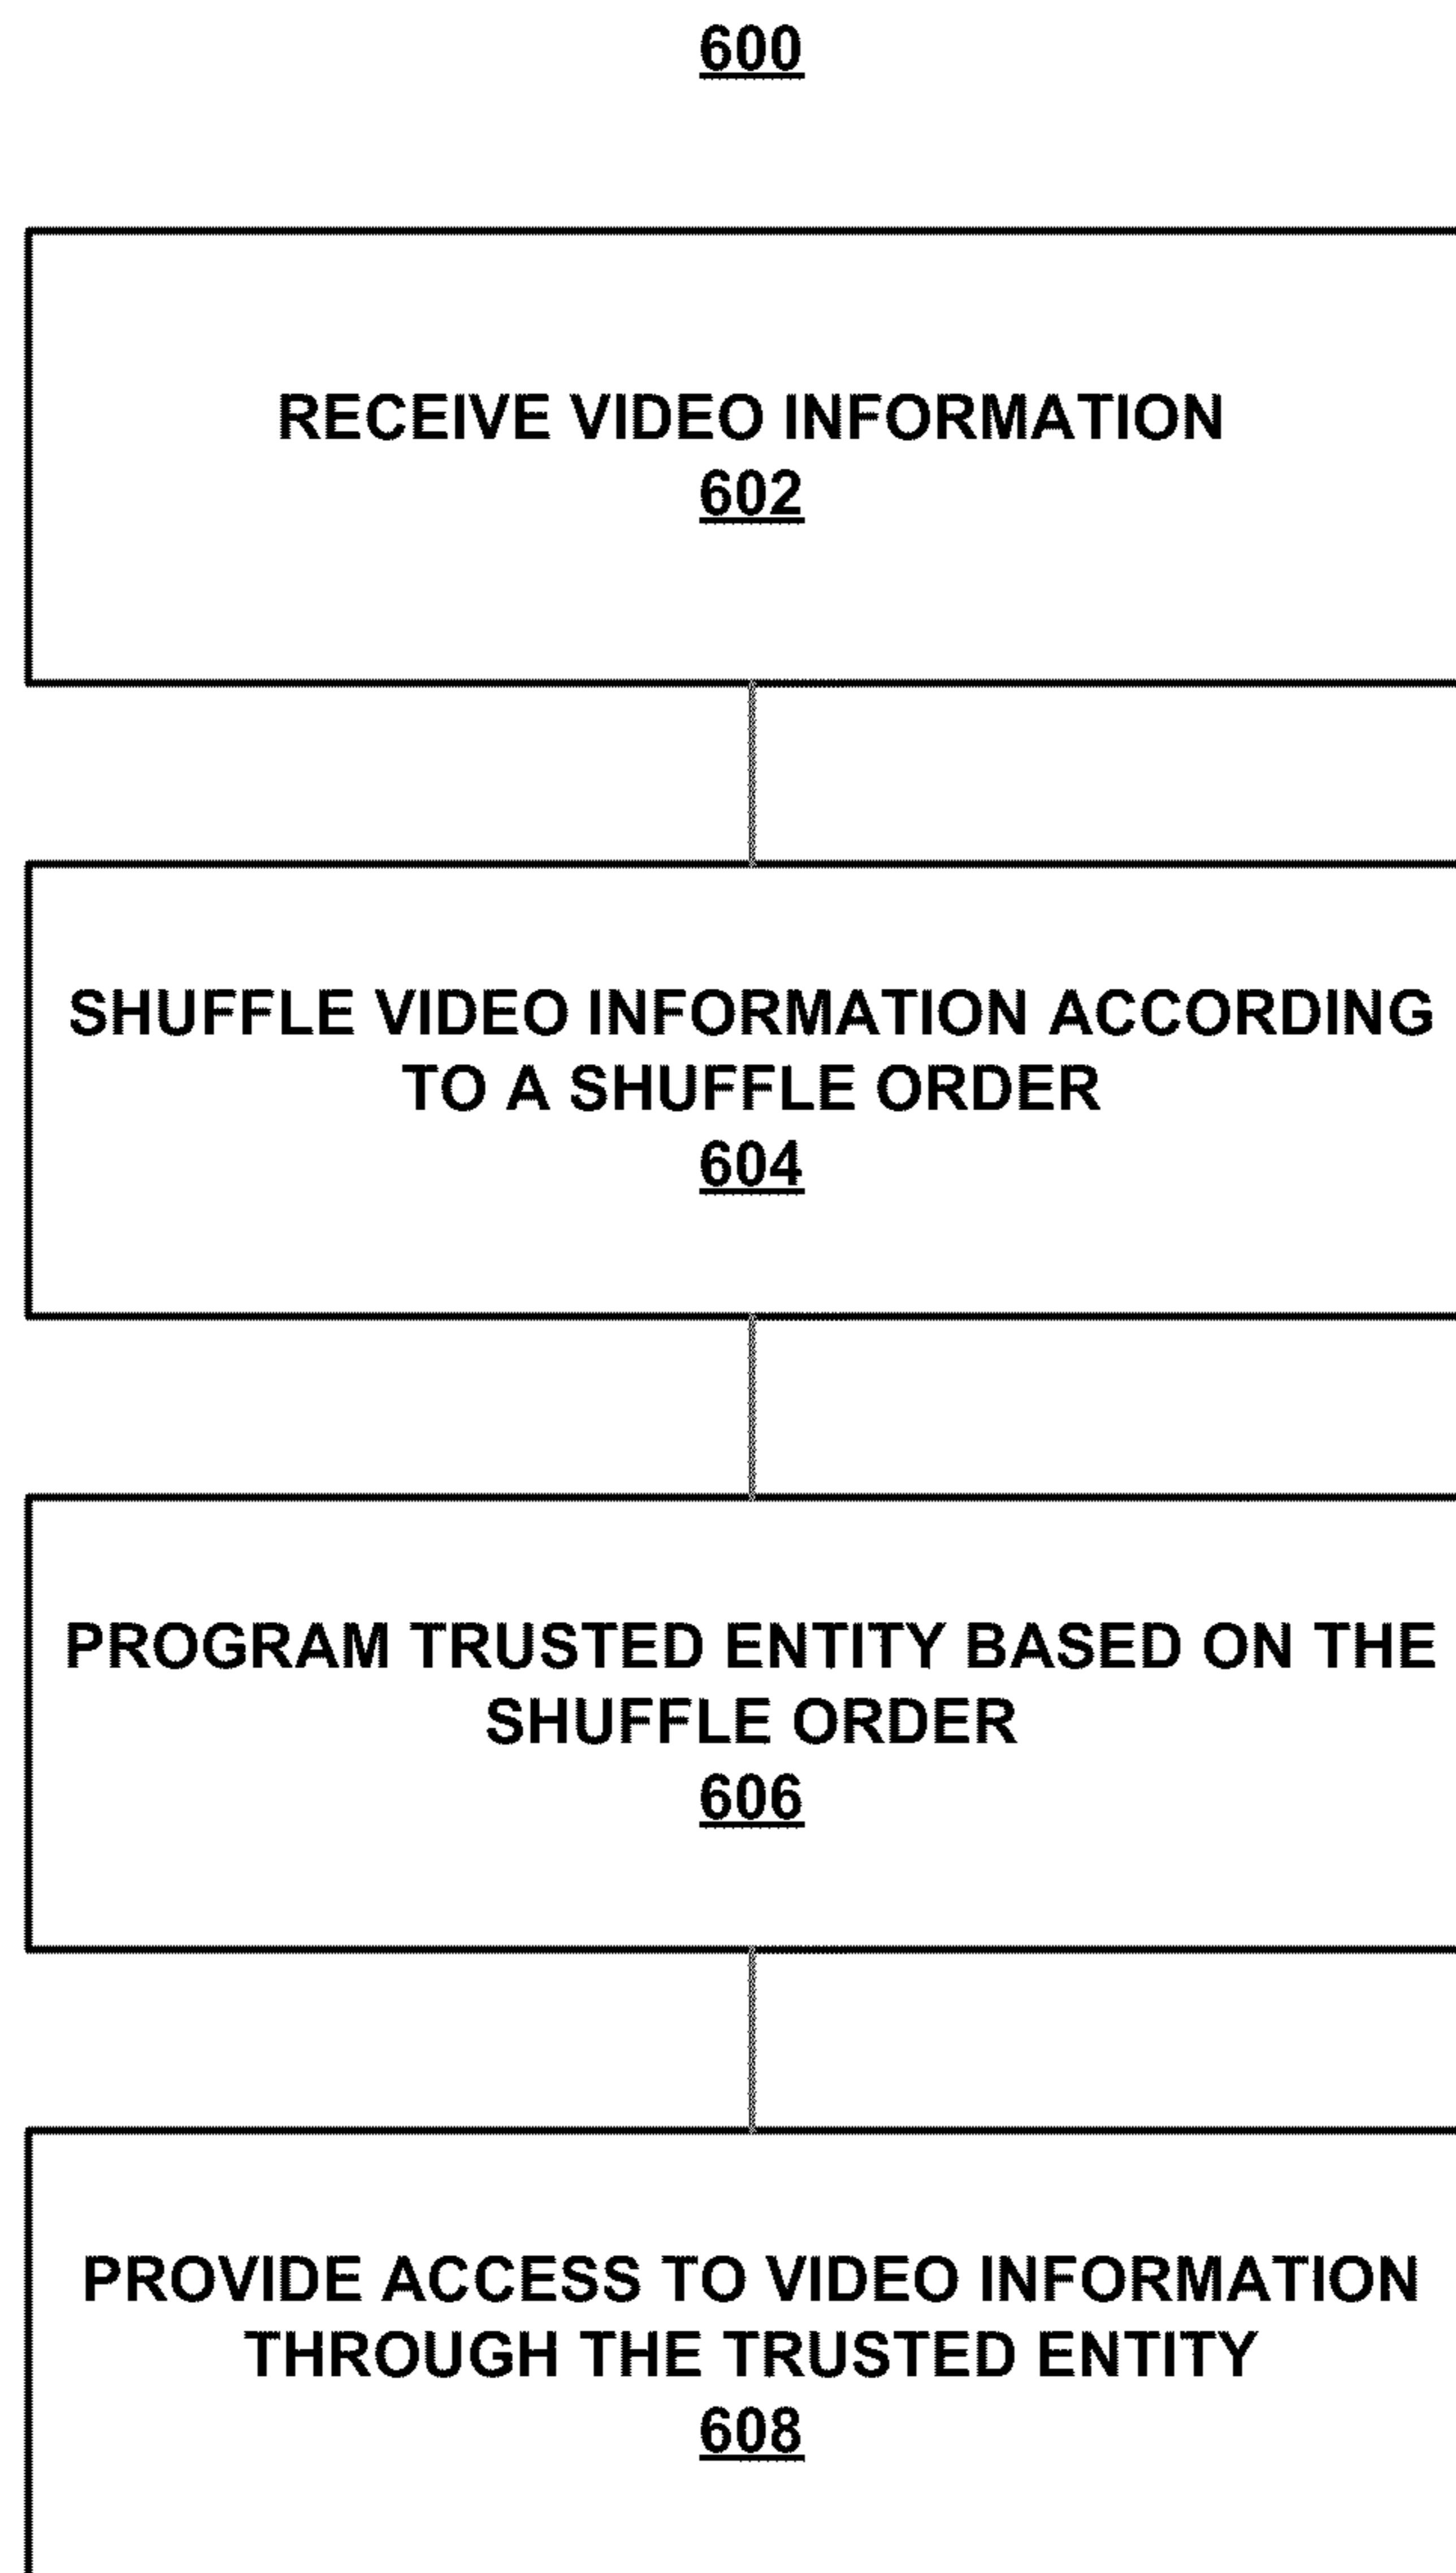 600
RECEIVE VIDEO INFORMATION
602
SHUFFLE VIDEO INFORMATION ACCORDING
TO A SHUFFLE ORDER
604
PROGRAM TRUSTED ENTITY BASED ON THE
SHUFFLE ORDER
606
PROVIDE ACCESS TO VIDEO INFORMATION
THROUGH THE TRUSTED ENTITY
608